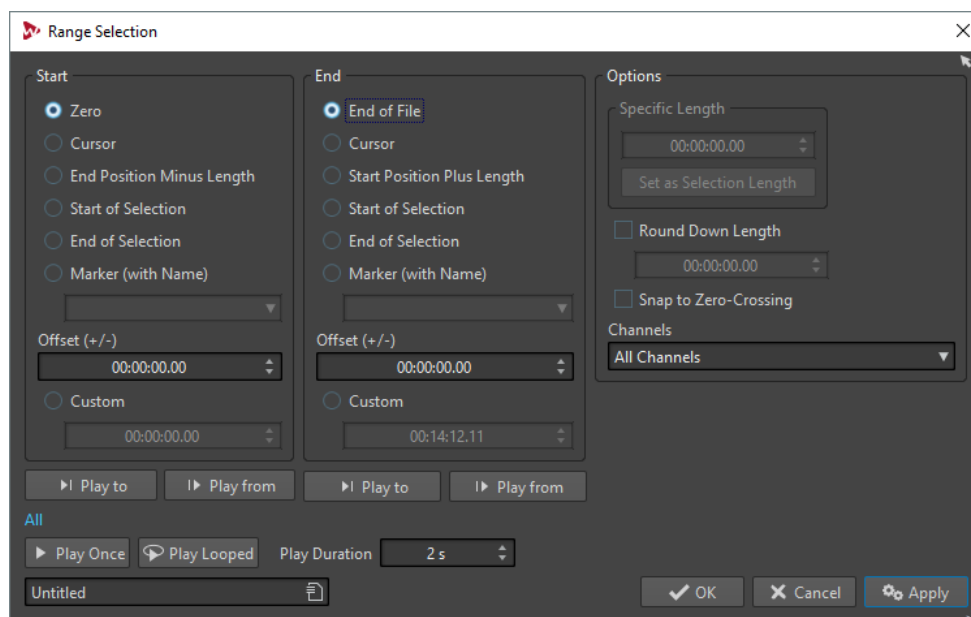 Range Selection
Start
Zero
Cursor
End Position Minus Length
Start of Selection
End of Selection
Marker (with Name)
Offset (+/-)
00:00:00.00
Custom
00:00:00.00
Play to
Play from
End
End of File
Cursor
Start Position Plus Length
Start of Selection
End of Selection
Marker (with Name)
Offset (+/-)
00:00:00.00
Custom
00:14:12.11
Play to
Play from
Options
Specific Length
00:00:00.00
Set as Selection Length
Round Down Length
00:00:00.00
Snap to Zero-Crossing
Channels
All Channels
All
Play Once
Play Looped
Play Duration
2 s
Untitled
OK
Cancel
Apply